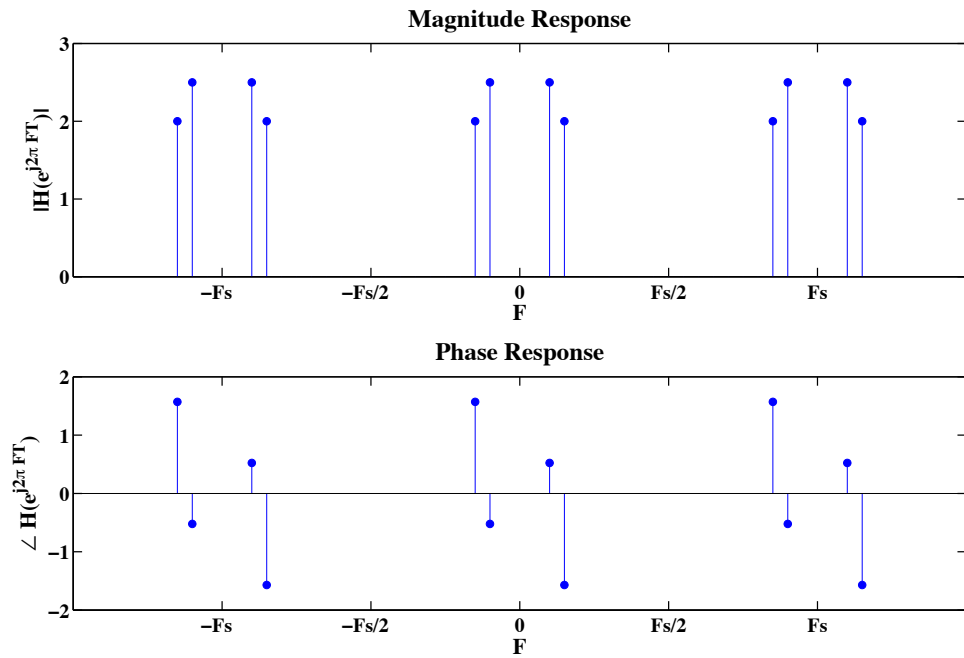 Magnitude Response
3
2
1
0
|H(e^{j2π FT})|
−Fs
−Fs/2
0
Fs/2
Fs
F
Phase Response
2
1
0
−1
−2
∠ H(e^{j2π FT})
−Fs
−Fs/2
0
Fs/2
Fs
F